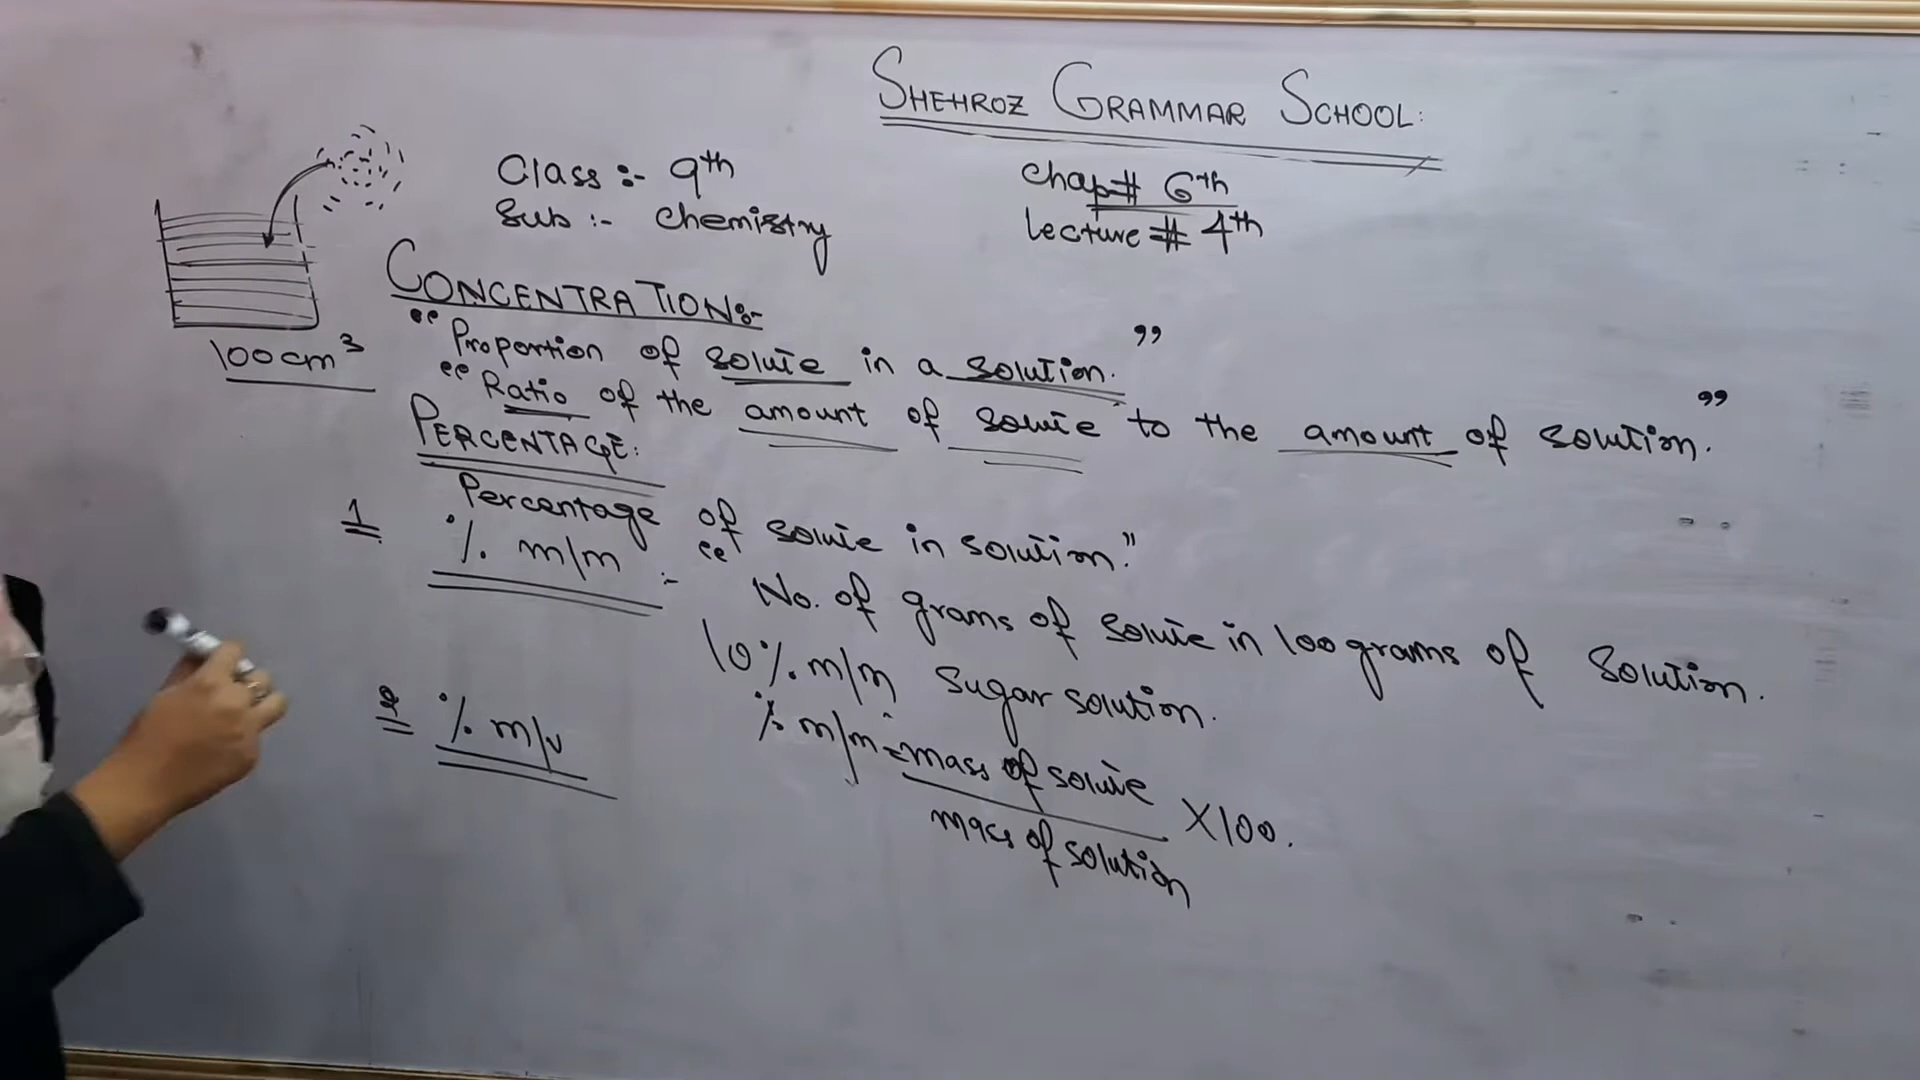 SHEHROZ GRAMMAR SCHOOL:
Class :- 9th
Chap# 6th
Sub :- Chemistry
Lecture # 4th
CONCENTRATION:-
"Proportion of solute in a solution."
100cm³
"Ratio of the amount of solute to the amount of solution."
PERCENTAGE:
Percentage of solute in solution."
1 % m/m :- "No. of grams of solute in 100 grams of solution.
10% m/m sugar solution.
2 % m/v
% m/m = mass of solute
mass of solution
X100.